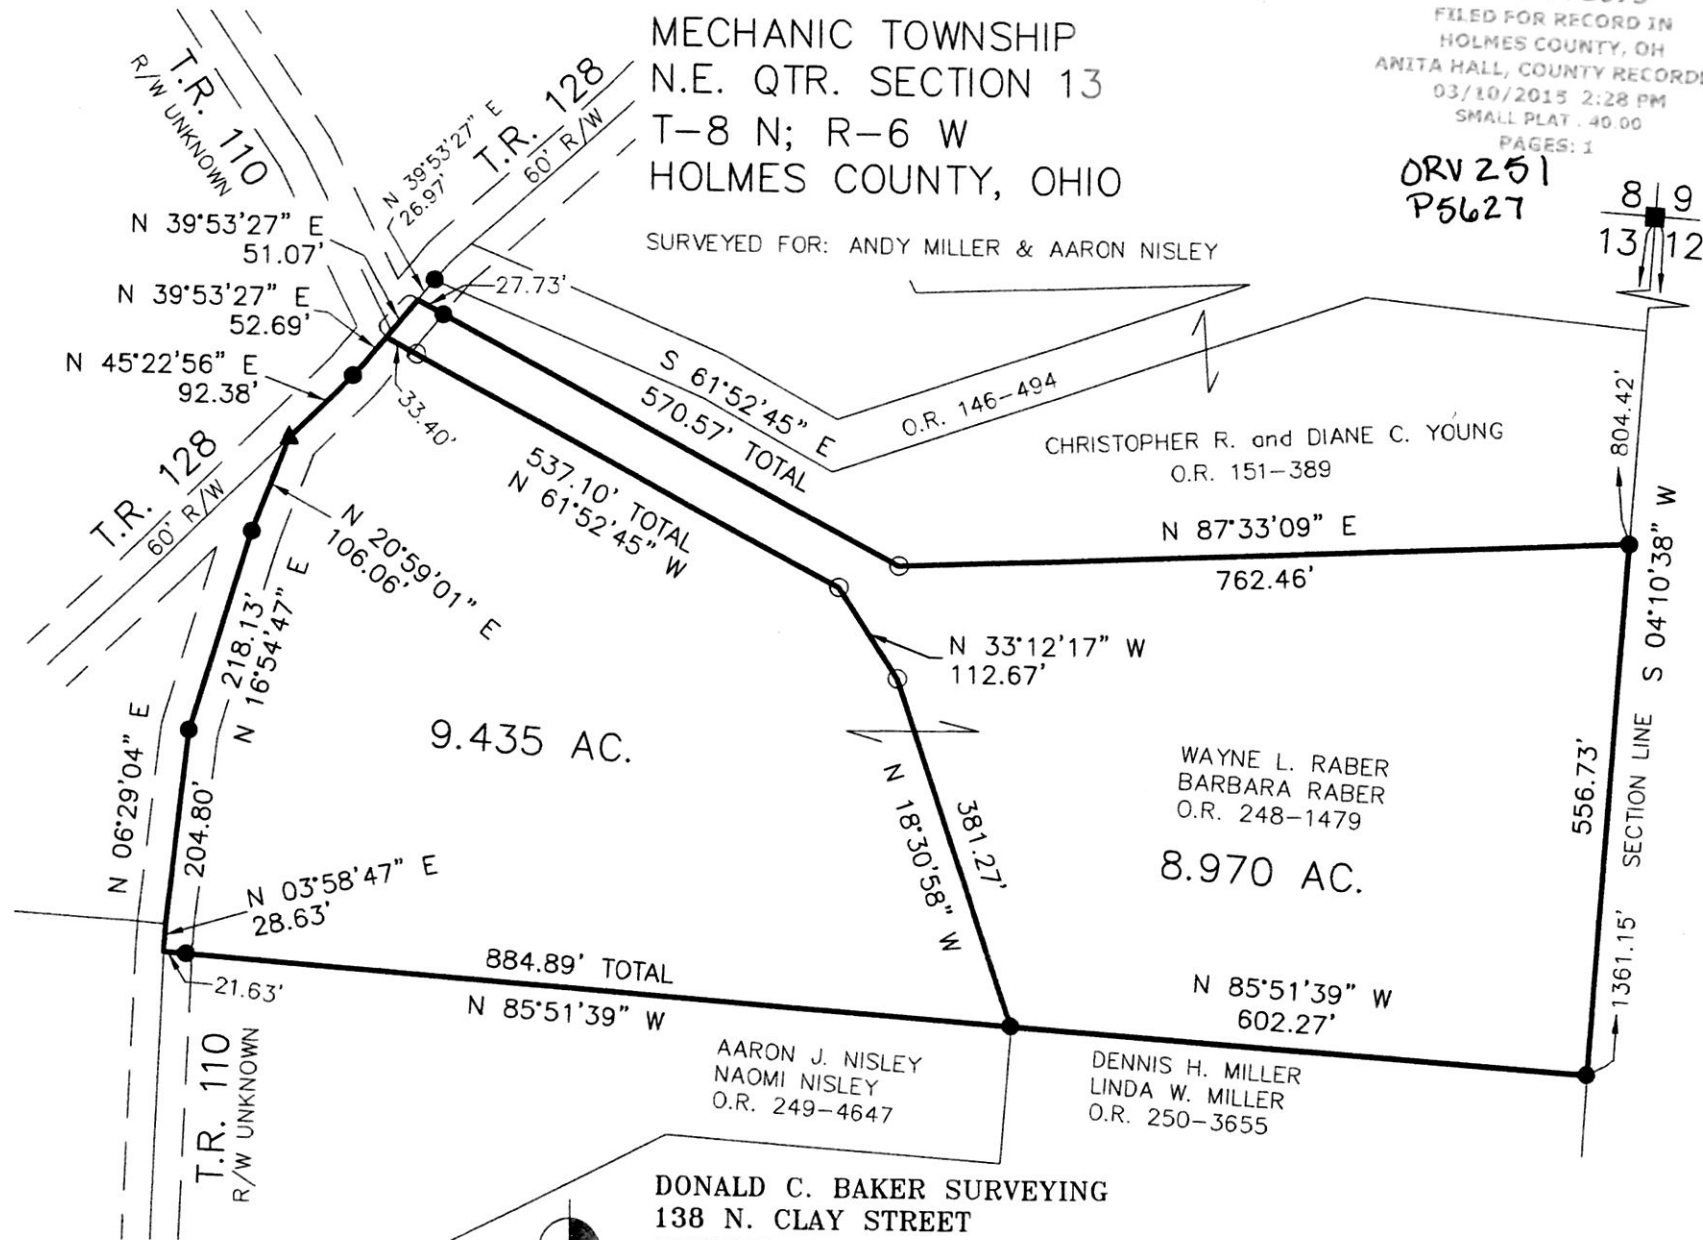 MECHANIC TOWNSHIP
N.E. QTR. SECTION 13
T-8 N; R-6 W
HOLMES COUNTY, OHIO
SURVEYED FOR: ANDY MILLER & AARON NISLEY
FILED FOR RECORD IN
HOLMES COUNTY, OH
ANITA HALL, COUNTY RECORDE
03/10/2015 2:28 PM
SMALL PLAT . 40.00
PAGES: 1
ORV 251
P5627
8 9
13 12
T.R. 110
R/W UNKNOWN
N 39°53'27" E
26.97'
T.R. 128
60' R/W
N 39°53'27" E
51.07'
N 39°53'27" E
52.69'
N 45°22'56" E
92.38'
27.73'
33.40'
S 61°52'45" E
570.57' TOTAL
537.10' TOTAL
N 61°52'45" W
O.R. 146-494
CHRISTOPHER R. and DIANE C. YOUNG
O.R. 151-389
804.42'
N 87°33'09" E
762.46'
S 04°10'38" W
SECTION LINE
556.73'
1361.15'
T.R. 128
60' R/W
N 20°59'01" E
106.06'
218.13'
N 16°54'47" E
N 33°12'17" W
112.67'
9.435 AC.
N 06°29'04" E
204.80'
N 18°30'58" W
381.27'
WAYNE L. RABER
BARBARA RABER
O.R. 248-1479
8.970 AC.
N 03°58'47" E
28.63'
21.63'
884.89' TOTAL
N 85°51'39" W
N 85°51'39" W
602.27'
T.R. 110
R/W UNKNOWN
AARON J. NISLEY
NAOMI NISLEY
O.R. 249-4647
DENNIS H. MILLER
LINDA W. MILLER
O.R. 250-3655
DONALD C. BAKER SURVEYING
138 N. CLAY STREET